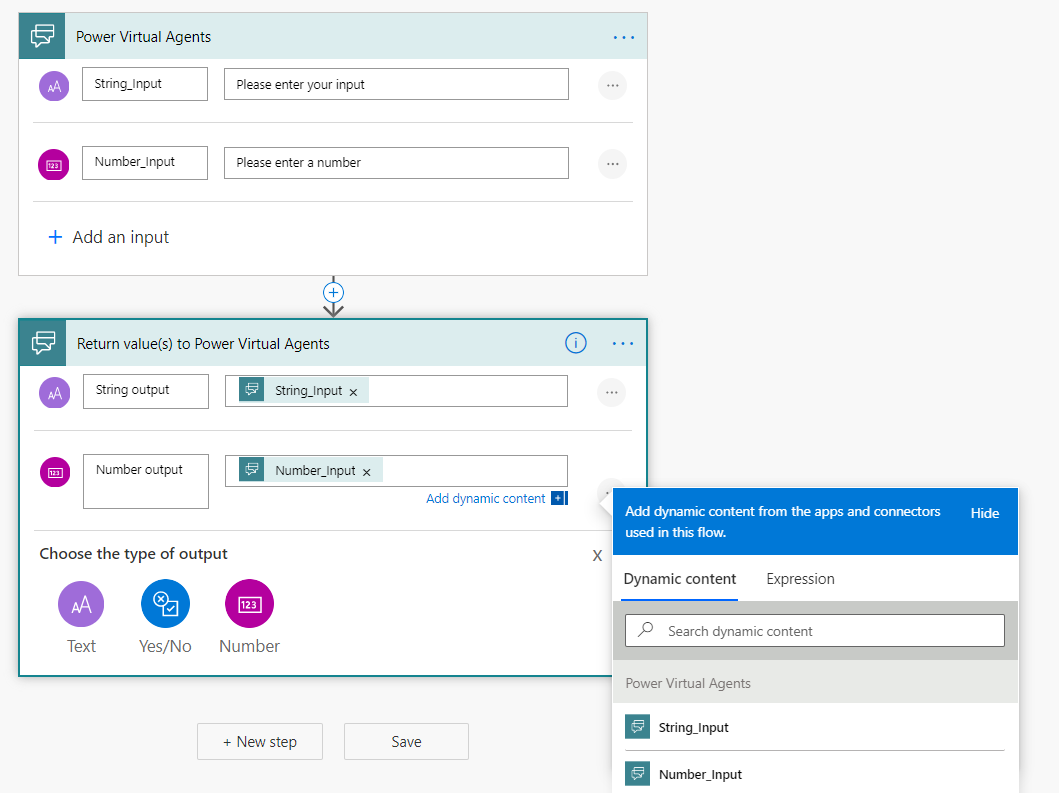 Power Virtual Agents
String_Input
Please enter your input
Number_Input
Please enter a number
+ Add an input
Return value(s) to Power Virtual Agents
String output
String_Input ×
Number output
Number_Input ×
Add dynamic content
Choose the type of output
X
Text
Yes/No
123
Number
+ New step
Save
Add dynamic content from the apps and connectors
used in this flow.
Hide
Dynamic content
Expression
Search dynamic content
Power Virtual Agents
String_Input
Number_Input